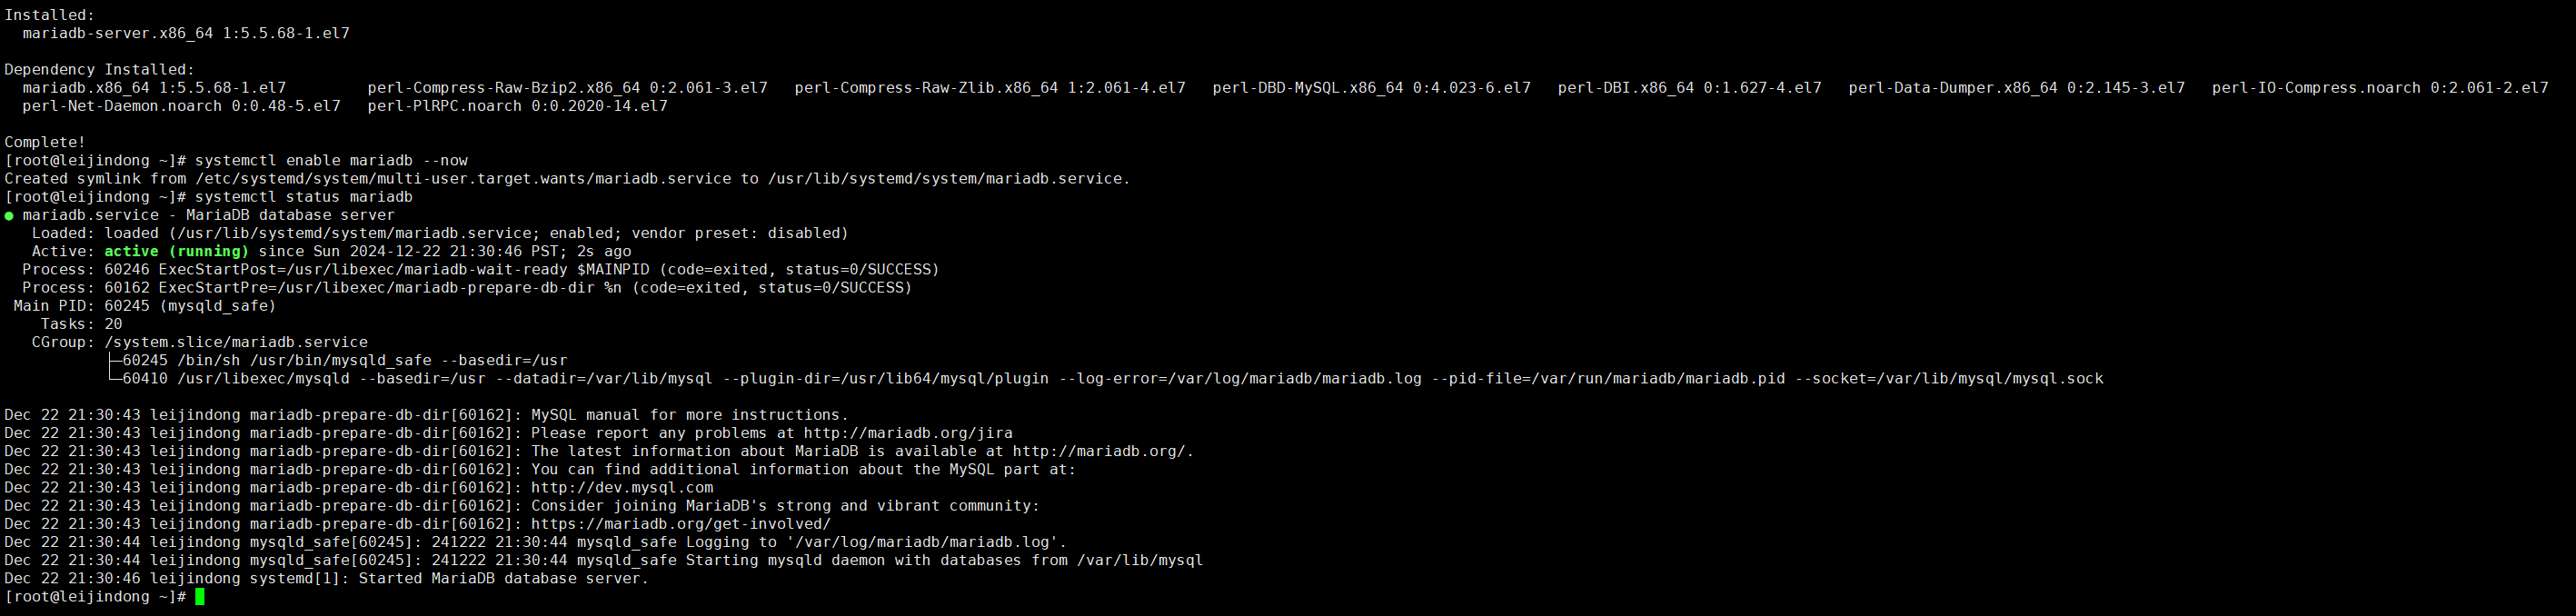 Installed:
  mariadb-server.x86_64 1:5.5.68-1.el7

Dependency Installed:
  mariadb.x86_64 1:5.5.68-1.el7         perl-Compress-Raw-Bzip2.x86_64 0:2.061-3.el7   perl-Compress-Raw-Zlib.x86_64 1:2.061-4.el7   perl-DBD-MySQL.x86_64 0:4.023-6.el7   perl-DBI.x86_64 0:1.627-4.el7   perl-Data-Dumper.x86_64 0:2.145-3.el7   perl-IO-Compress.noarch 0:2.061-2.el7
  perl-Net-Daemon.noarch 0:0.48-5.el7   perl-PlRPC.noarch 0:0.2020-14.el7

Complete!
[root@leijindong ~]# systemctl enable mariadb --now
Created symlink from /etc/systemd/system/multi-user.target.wants/mariadb.service to /usr/lib/systemd/system/mariadb.service.
[root@leijindong ~]# systemctl status mariadb
● mariadb.service - MariaDB database server
   Loaded: loaded (/usr/lib/systemd/system/mariadb.service; enabled; vendor preset: disabled)
   Active: active (running) since Sun 2024-12-22 21:30:46 PST; 2s ago
  Process: 60246 ExecStartPost=/usr/libexec/mariadb-wait-ready $MAINPID (code=exited, status=0/SUCCESS)
  Process: 60162 ExecStartPre=/usr/libexec/mariadb-prepare-db-dir %n (code=exited, status=0/SUCCESS)
 Main PID: 60245 (mysqld_safe)
    Tasks: 20
   CGroup: /system.slice/mariadb.service
           ├─60245 /bin/sh /usr/bin/mysqld_safe --basedir=/usr
           └─60410 /usr/libexec/mysqld --basedir=/usr --datadir=/var/lib/mysql --plugin-dir=/usr/lib64/mysql/plugin --log-error=/var/log/mariadb/mariadb.log --pid-file=/var/run/mariadb/mariadb.pid --socket=/var/lib/mysql/mysql.sock

Dec 22 21:30:43 leijindong mariadb-prepare-db-dir[60162]: MySQL manual for more instructions.
Dec 22 21:30:43 leijindong mariadb-prepare-db-dir[60162]: Please report any problems at http://mariadb.org/jira
Dec 22 21:30:43 leijindong mariadb-prepare-db-dir[60162]: The latest information about MariaDB is available at http://mariadb.org/.
Dec 22 21:30:43 leijindong mariadb-prepare-db-dir[60162]: You can find additional information about the MySQL part at:
Dec 22 21:30:43 leijindong mariadb-prepare-db-dir[60162]: http://dev.mysql.com
Dec 22 21:30:43 leijindong mariadb-prepare-db-dir[60162]: Consider joining MariaDB's strong and vibrant community:
Dec 22 21:30:43 leijindong mariadb-prepare-db-dir[60162]: https://mariadb.org/get-involved/
Dec 22 21:30:44 leijindong mysqld_safe[60245]: 241222 21:30:44 mysqld_safe Logging to '/var/log/mariadb/mariadb.log'.
Dec 22 21:30:44 leijindong mysqld_safe[60245]: 241222 21:30:44 mysqld_safe Starting mysqld daemon with databases from /var/lib/mysql
Dec 22 21:30:46 leijindong systemd[1]: Started MariaDB database server.
[root@leijindong ~]#